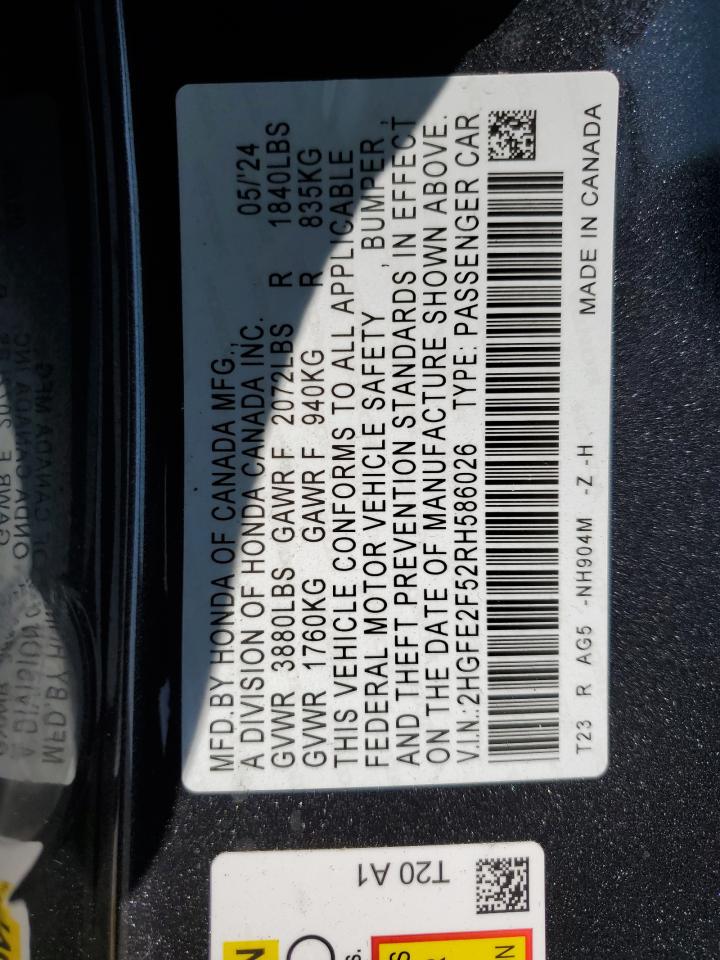 MFD.BY HONDA OF CANADA MFG., 05/'24
A DIVISION OF HONDA CANADA INC.
GVWR 3880LBS GAWR F 2072LBS R 1840LBS
GVWR 1760KG GAWR F 940KG R 835KG
THIS VEHICLE CONFORMS TO ALL APPLICABLE
FEDERAL MOTOR VEHICLE SAFETY , BUMPER ,
AND THEFT PREVENTION STANDARDS IN EFFECT
ON THE DATE OF MANUFACTURE SHOWN ABOVE.
V.I.N.:2HGFE2F52RH586026 TYPE: PASSENGER CAR
T23 R AG5 -NH904M -Z -H MADE IN CANADA
T20 A1